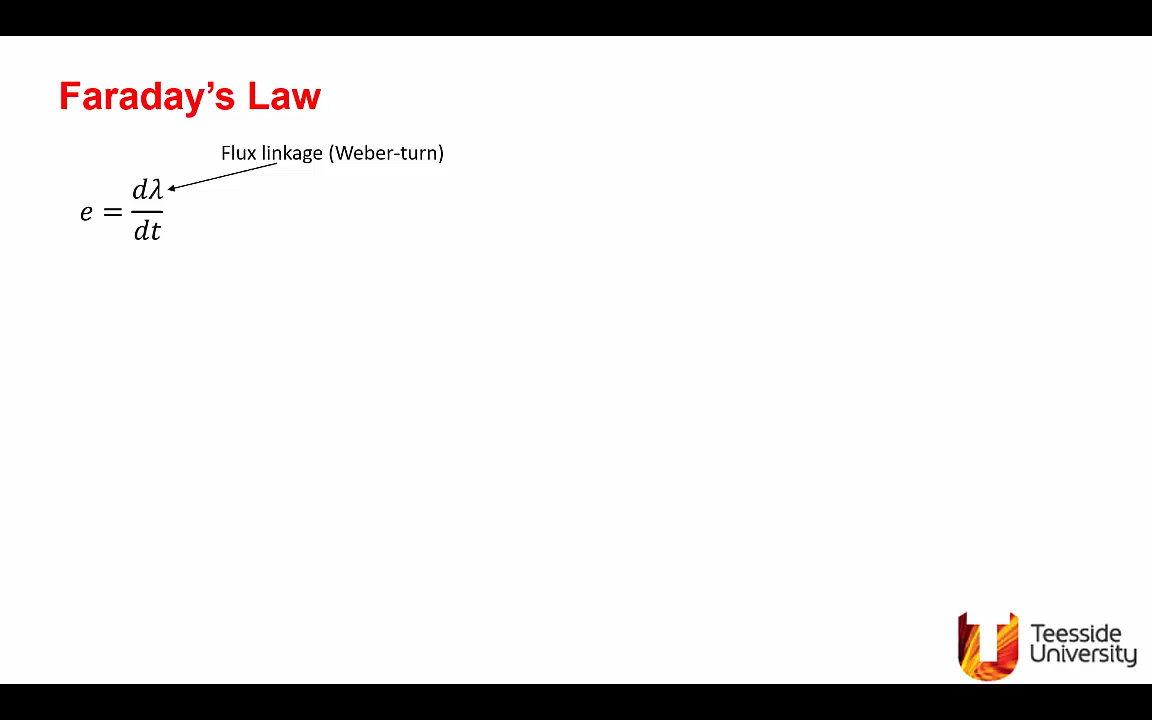 Faraday’s Law
Flux linkage (Weber-turn)
e = dλ/dt
Teesside
University